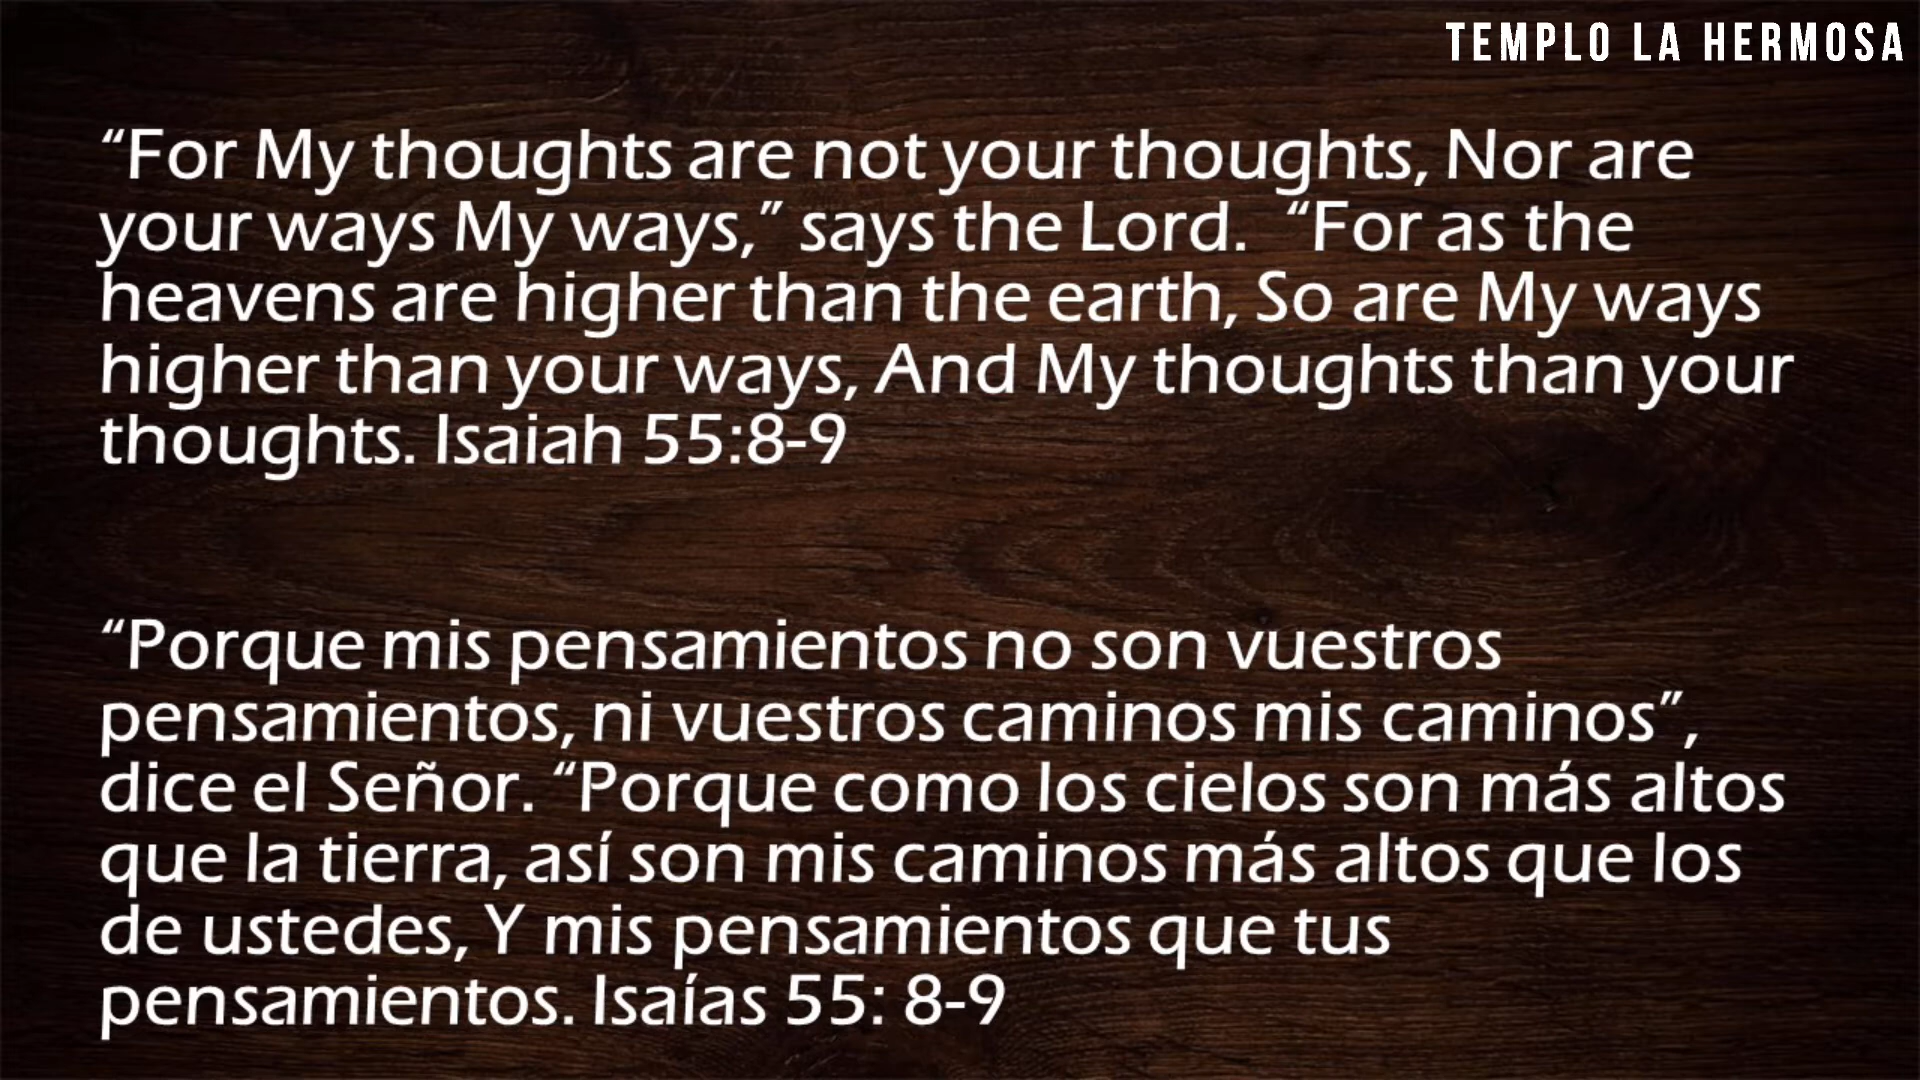 TEMPLO LA HERMOSA
“For My thoughts are not your thoughts, Nor are
your ways My ways,” says the Lord.   “For as the
heavens are higher than the earth, So are My ways
higher than your ways, And My thoughts than your
thoughts. Isaiah 55:8-9
“Porque mis pensamientos no son vuestros
pensamientos, ni vuestros caminos mis caminos”,
dice el Señor. “Porque como los cielos son más altos
que la tierra, así son mis caminos más altos que los
de ustedes, Y mis pensamientos que tus
pensamientos. Isaías 55: 8-9